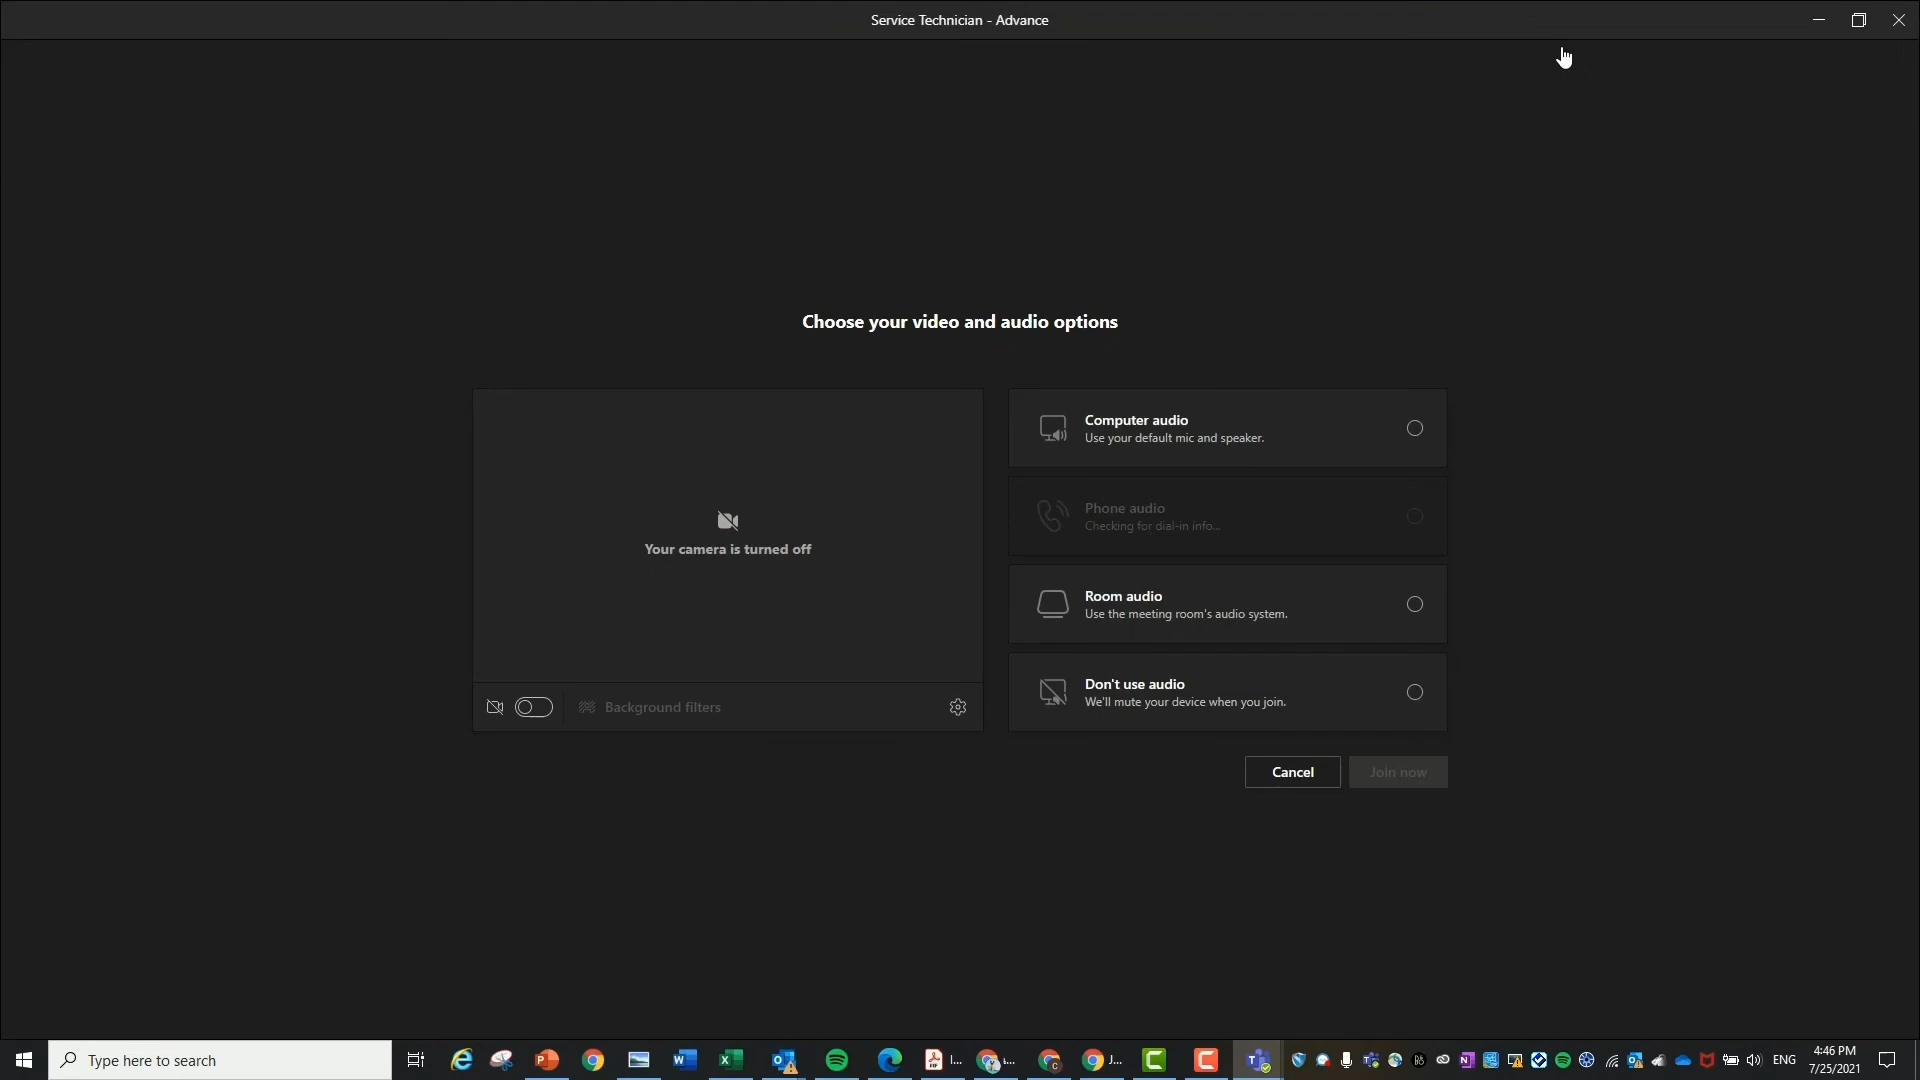 Service Technician - Advance
Choose your video and audio options
Your camera is turned off
Background filters
Computer audio
Use your default mic and speaker.
Phone audio
Checking for dial-in info...
Room audio
Use the meeting room's audio system.
Don't use audio
We'll mute your device when you join.
Cancel
Join now
Type here to search
I...
J...
ENG
4:46 PM
7/25/2021